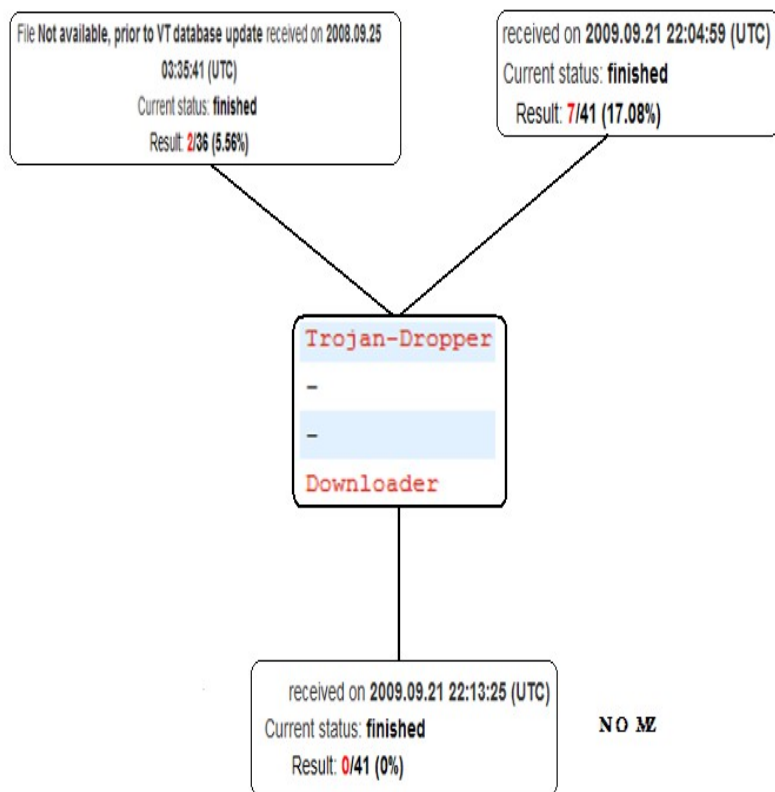 File Not available, prior to VT database update received on 2008.09.25
03:35:41 (UTC)
Current status: finished
Result: 2/36 (5.56%)
received on 2009.09.21 22:04:59 (UTC)
Current status: finished
Result: 7/41 (17.08%)
Trojan-Dropper
-
-
Downloader
received on 2009.09.21 22:13:25 (UTC)
Current status: finished
Result: 0/41 (0%)
NO MZ